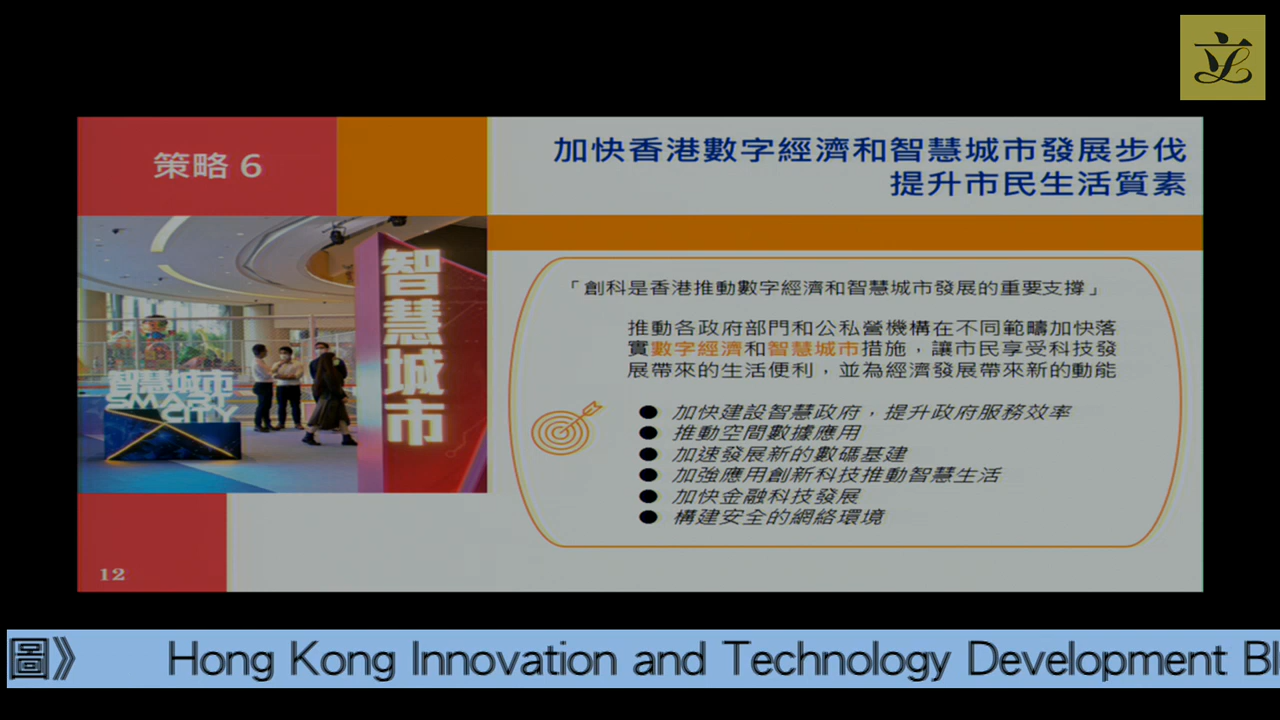 立
策略 6
加快香港數字經濟和智慧城市發展步伐
提升市民生活質素
智慧城市
智慧城市
SMART
CITY
「創科是香港推動數字經濟和智慧城市發展的重要支撐」
推動各政府部門和公私營機構在不同範疇加快落
實數字經濟和智慧城市措施，讓市民享受科技發
展帶來的生活便利，並為經濟發展帶來新的動能
● 加快建設智慧政府，提升政府服務效率
● 推動空間數據應用
● 加速發展新的數碼基建
● 加強應用創新科技推動智慧生活
● 加快金融科技發展
● 構建安全的網絡環境
12
圖》 Hong Kong Innovation and Technology Development Bl